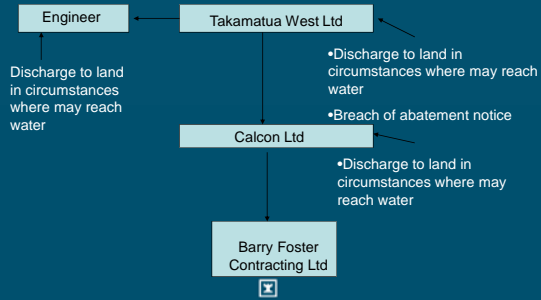 Engineer
Takamatua West Ltd
Discharge to land
in circumstances
where may reach
water
•Discharge to land in
circumstances where may reach
water
•Breach of abatement notice
Calcon Ltd
•Discharge to land in
circumstances where may
reach water
Barry Foster
Contracting Ltd